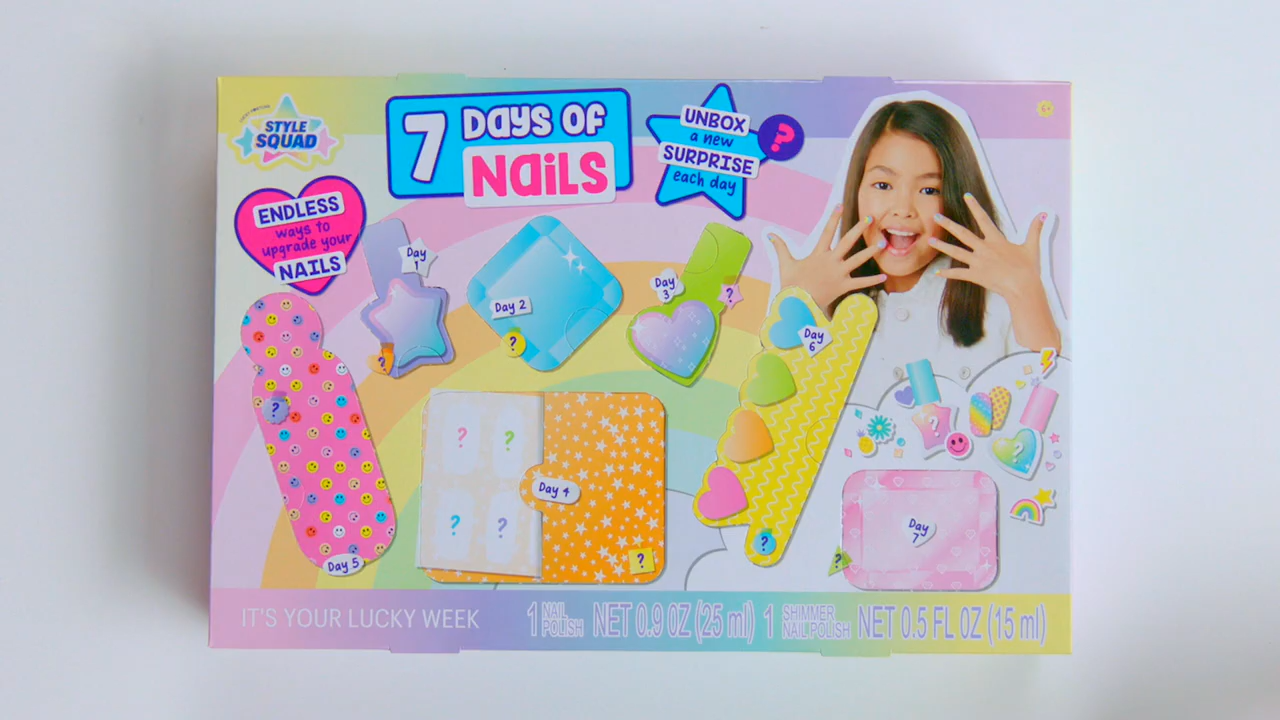 STYLE
SQUAD
7 Days of
Nails
UNBOX
a new
SURPRISE
each day
?
6+
ENDLESS
ways to
upgrade your
NAILS
Day
1
?
Day 2
?
Day
3
?
Day
6
?
?
?
?
?
?
Day 4
?
Day 5
?
?
?
Day
7
?
IT'S YOUR LUCKY WEEK
1 NAIL POLISH NET 0.9 OZ (25 ml) 1 SHIMMER NAIL POLISH NET 0.5 FL OZ (15 ml)